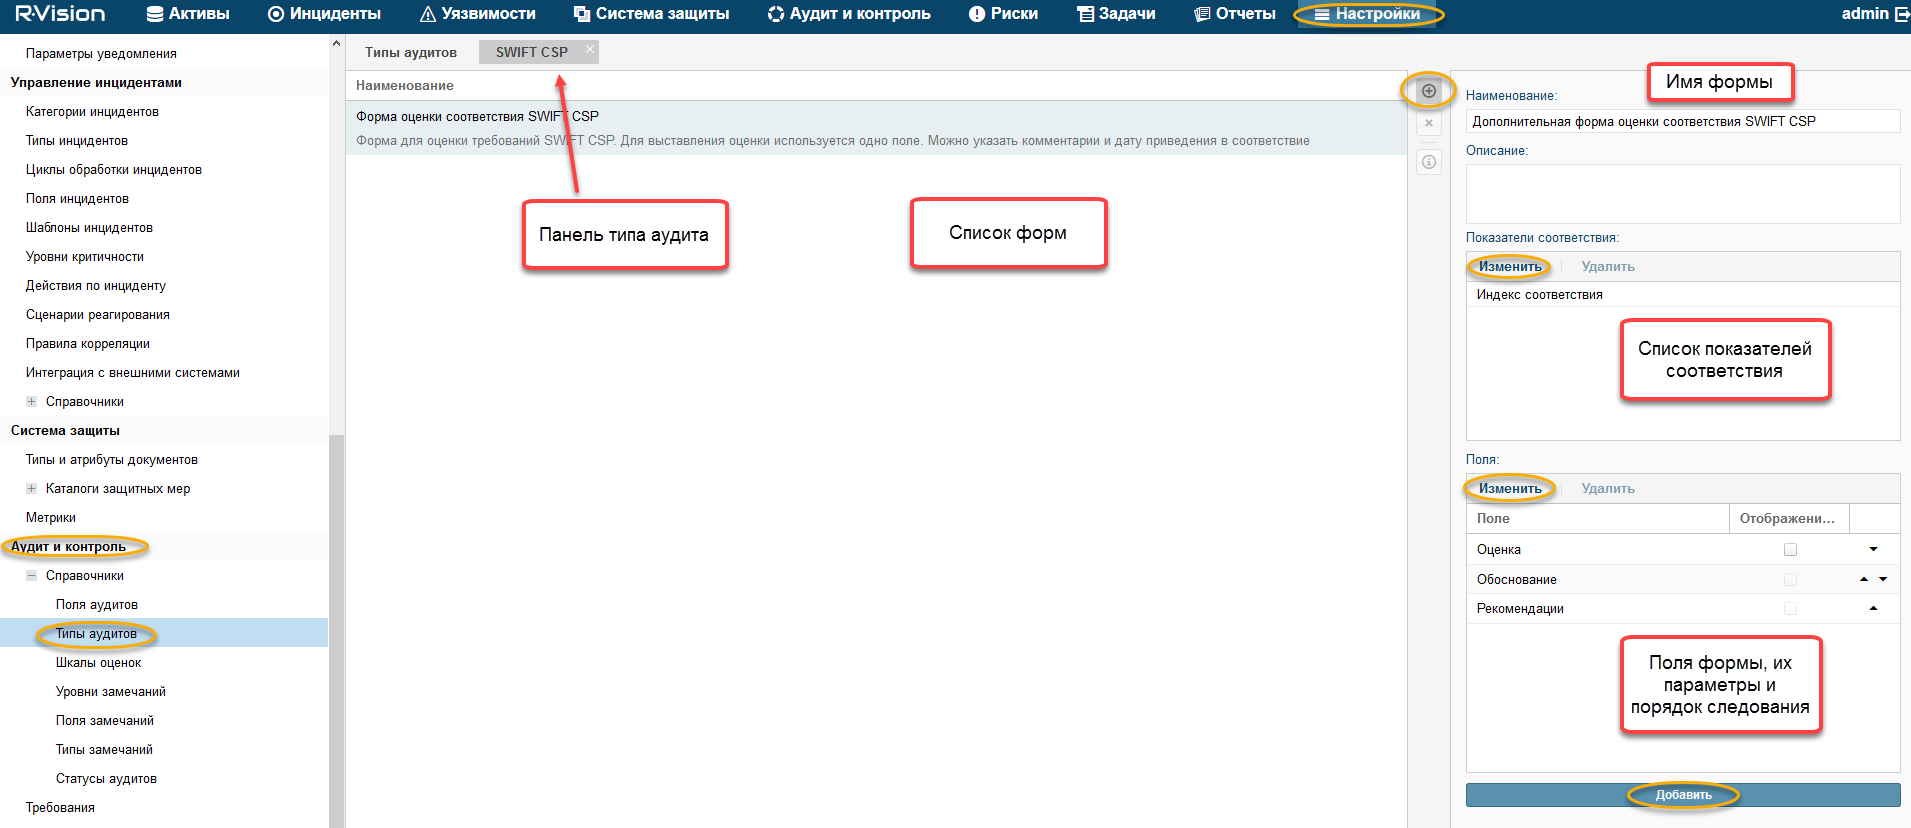 R-Vision
Активы
Инциденты
Уязвимости
Система защиты
Аудит и контроль
Риски
Задачи
Отчеты
Настройки
admin
Параметры уведомления
Управление инцидентами
Категории инцидентов
Типы инцидентов
Циклы обработки инцидентов
Поля инцидентов
Шаблоны инцидентов
Уровни критичности
Действия по инциденту
Сценарии реагирования
Правила корреляции
Интеграция с внешними системами
Справочники
Система защиты
Типы и атрибуты документов
Каталоги защитных мер
Метрики
Аудит и контроль
Справочники
Поля аудитов
Типы аудитов
Шкалы оценок
Уровни замечаний
Поля замечаний
Типы замечаний
Статусы аудитов
Требования
Типы аудитов
SWIFT CSP
Наименование
Форма оценки соответствия SWIFT CSP
Форма для оценки требований SWIFT CSP. Для выставления оценки используется одно поле. Можно указать комментарии и дату приведения в соответствие
Панель типа аудита
Список форм
Имя формы
Наименование:
Дополнительная форма оценки соответствия SWIFT CSP
Описание:
Показатели соответствия:
Изменить
Удалить
Индекс соответствия
Список показателей
соответствия
Поля:
Изменить
Удалить
Поле
Отображени...
Оценка
Обоснование
Рекомендации
Поля формы, их
параметры и
порядок следования
Добавить